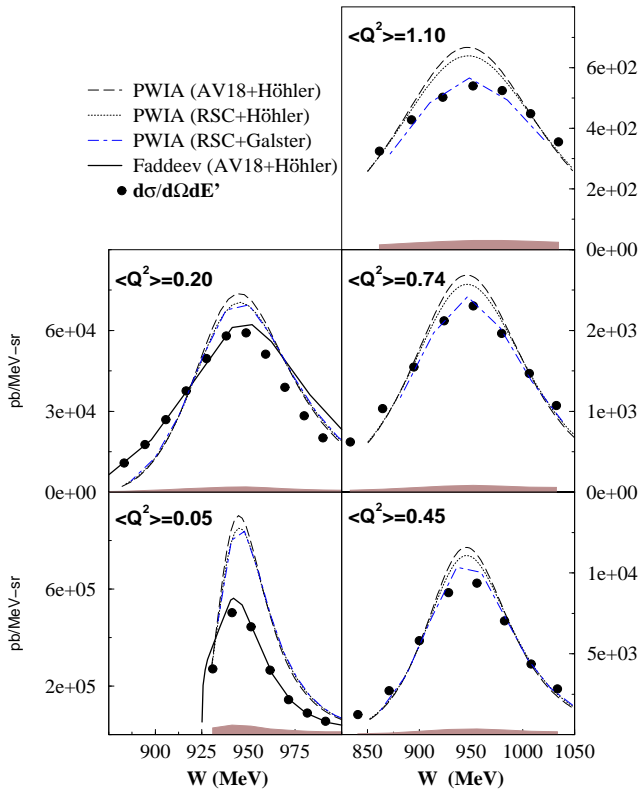 <Q²>=1.10
6e+02
4e+02
2e+02
0e+00
PWIA (AV18+Höhler)
PWIA (RSC+Höhler)
PWIA (RSC+Galster)
Faddeev (AV18+Höhler)
dσ/dΩdE’
<Q²>=0.20
6e+04
3e+04
0e+00
pb/MeV−sr
<Q²>=0.74
2e+03
1e+03
0e+00
<Q²>=0.05
6e+05
2e+05
pb/MeV−sr
<Q²>=0.45
1e+04
5e+03
900 925 950 975
W (MeV)
850 900 950 1000 1050
W (MeV)